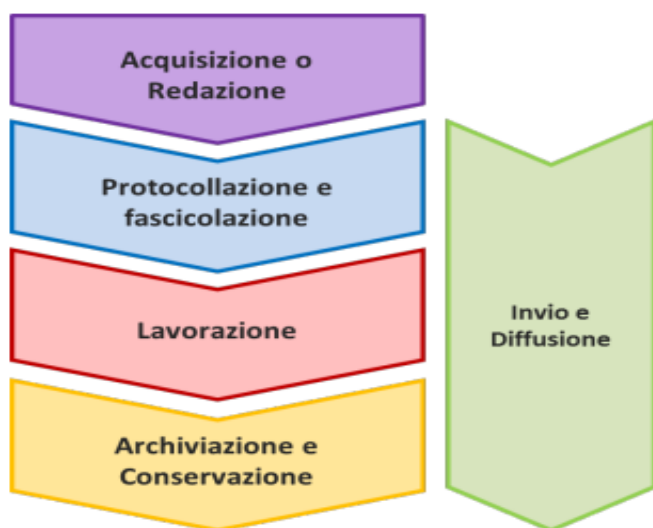 Acquisizione o
Redazione
Protocollazione e
fascicolazione
Lavorazione
Archiviazione e
Conservazione
Invio e
Diffusione